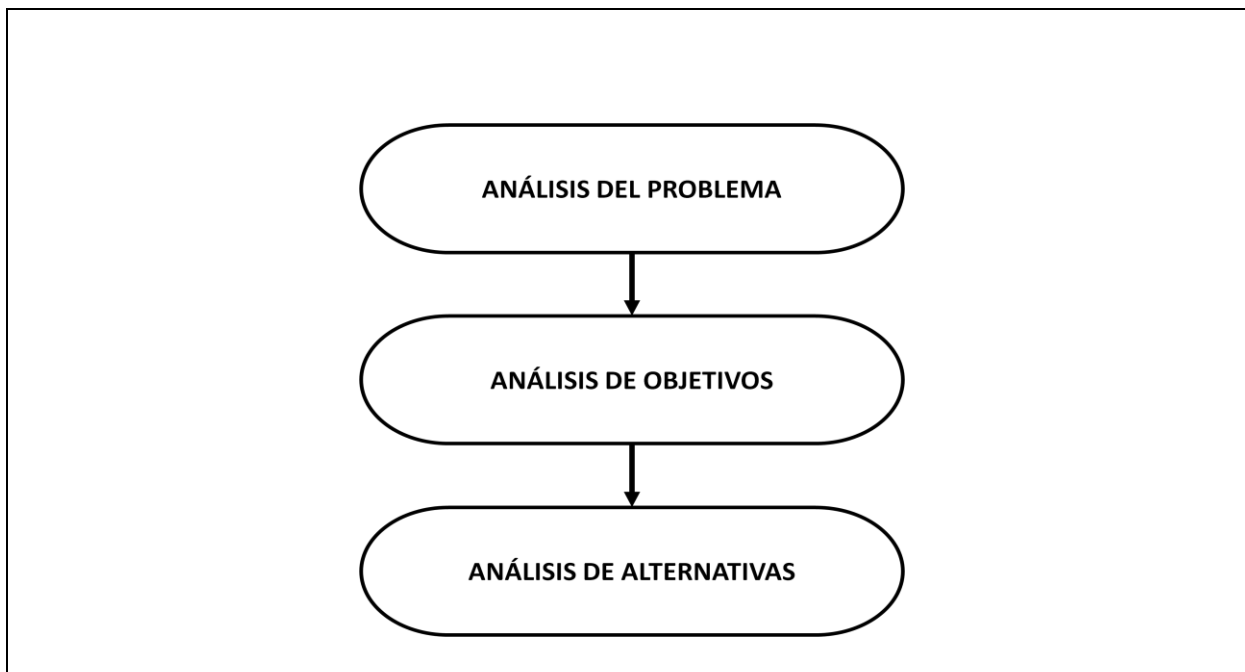 ANÁLISIS DEL PROBLEMA
ANÁLISIS DE OBJETIVOS
ANÁLISIS DE ALTERNATIVAS